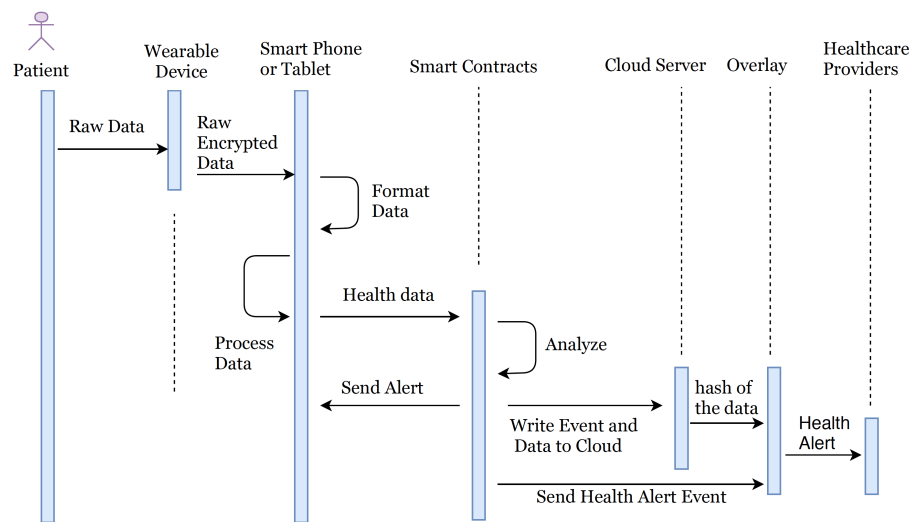 Patient
Wearable
Device
Smart Phone
or Tablet
Smart Contracts
Cloud Server
Overlay
Healthcare
Providers
Raw Data
Raw
Encrypted
Data
Format
Data
Process
Data
Health data
Analyze
Send Alert
Write Event and
Data to Cloud
hash of
the data
Health
Alert
Send Health Alert Event